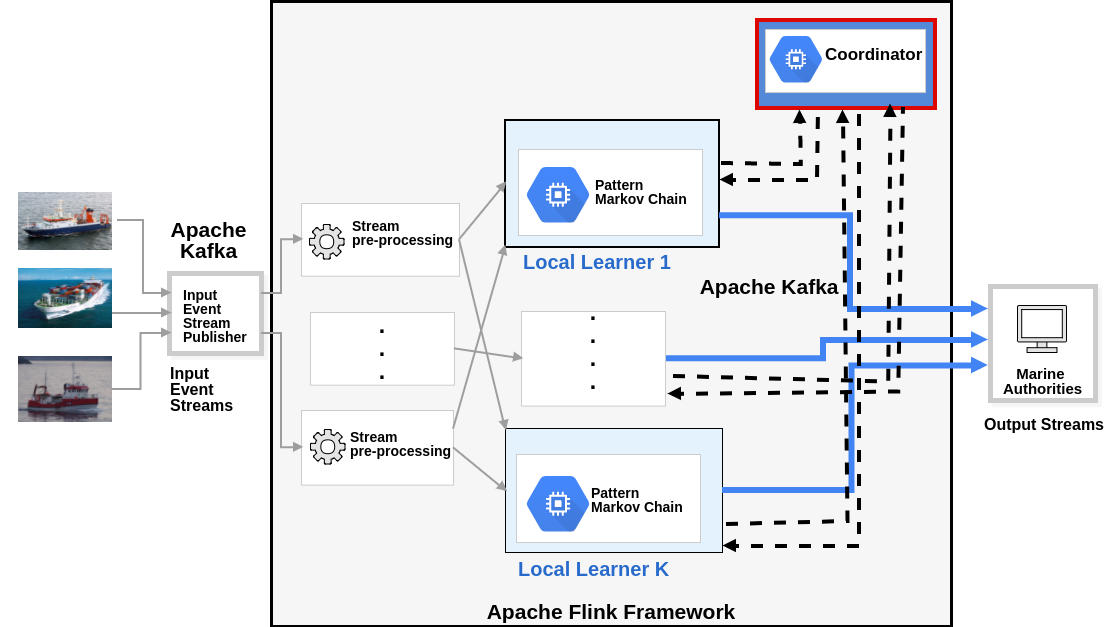 Coordinator
Pattern
Markov Chain
Local Learner 1
Apache
Kafka
Input
Event
Stream
Publisher
Input
Event
Streams
Stream
pre-processing
.
.
.
Stream
pre-processing
Apache Kafka
.
.
.
.
Pattern
Markov Chain
Local Learner K
Marine
Authorities
Output Streams
Apache Flink Framework